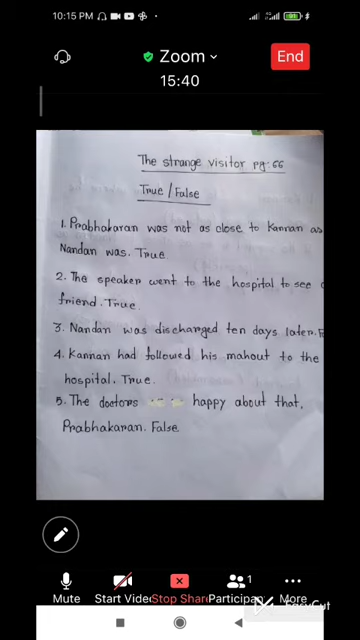 10:15 PM
Zoom
End
15:40
The strange visitor pg:66
True/False
1. Prabhakaran was not as close to Kannan as
Nandan was. True.
2. The speaker went to the hospital to see
friend. True.
3. Nandan was discharged ten days later.
4. Kannan had followed his mahout to the
hospital. True.
5. The doctors happy about that,
Prabhakaran. False
Mute
Start Video
Stop Share
Participan
1
More
EasyCut